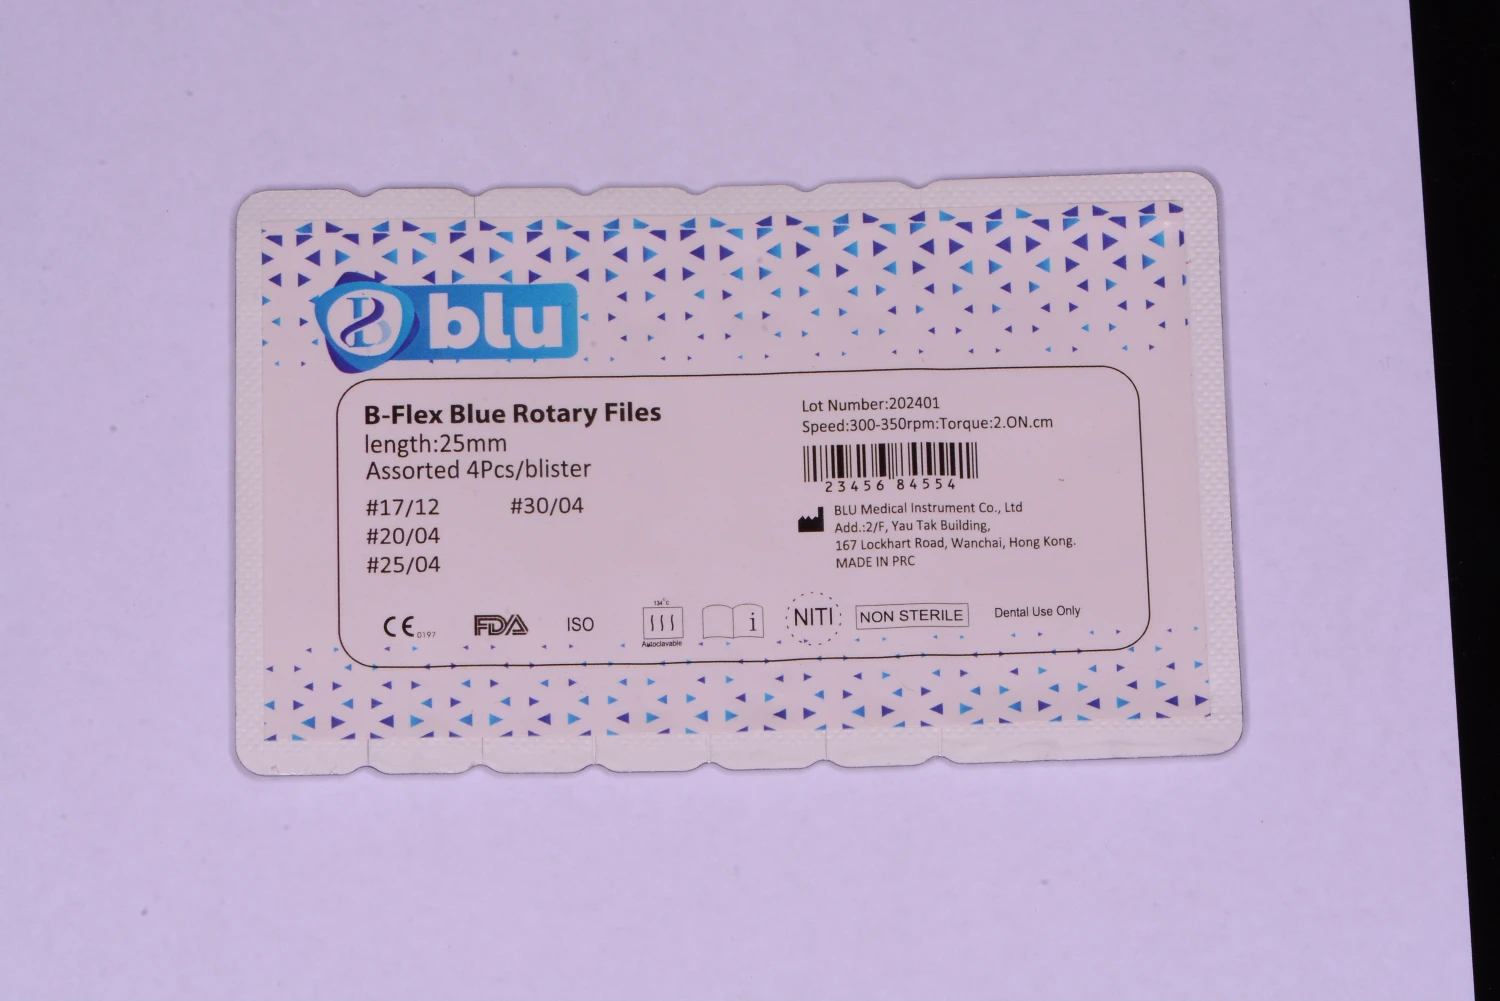 blu
B-Flex Blue Rotary Files
length:25mm
Assorted 4Pcs/blister
#17/12 #30/04
#20/04
#25/04
Lot Number:202401
Speed:300-350rpm:Torque:2.ON.cm
23456 84554
BLU Medical Instrument Co., Ltd
Add.:2/F, Yau Tak Building,
167 Lockhart Road, Wanchai, Hong Kong.
MADE IN PRC
CE 0197 FDA ISO
134°C
Autoclavable
i
NITI
NON STERILE
Dental Use Only